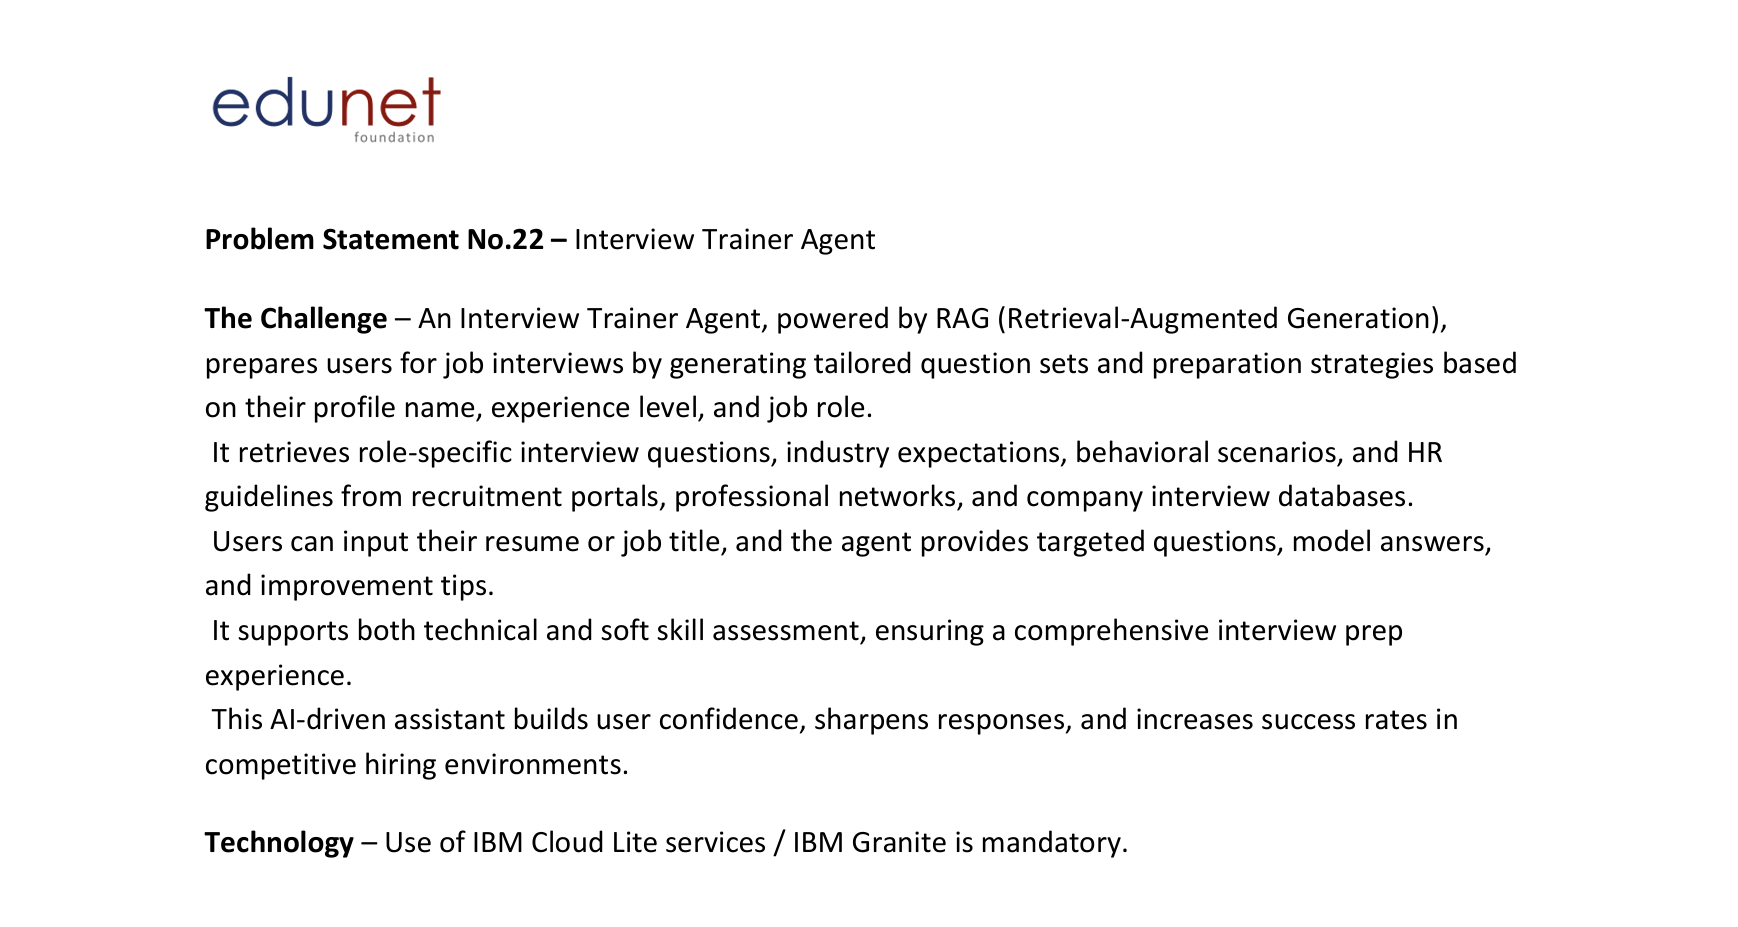 edunet
foundation
Problem Statement No.22 – Interview Trainer Agent
The Challenge – An Interview Trainer Agent, powered by RAG (Retrieval-Augmented Generation),
prepares users for job interviews by generating tailored question sets and preparation strategies based
on their profile name, experience level, and job role.
It retrieves role-specific interview questions, industry expectations, behavioral scenarios, and HR
guidelines from recruitment portals, professional networks, and company interview databases.
Users can input their resume or job title, and the agent provides targeted questions, model answers,
and improvement tips.
It supports both technical and soft skill assessment, ensuring a comprehensive interview prep
experience.
This AI-driven assistant builds user confidence, sharpens responses, and increases success rates in
competitive hiring environments.
Technology – Use of IBM Cloud Lite services / IBM Granite is mandatory.